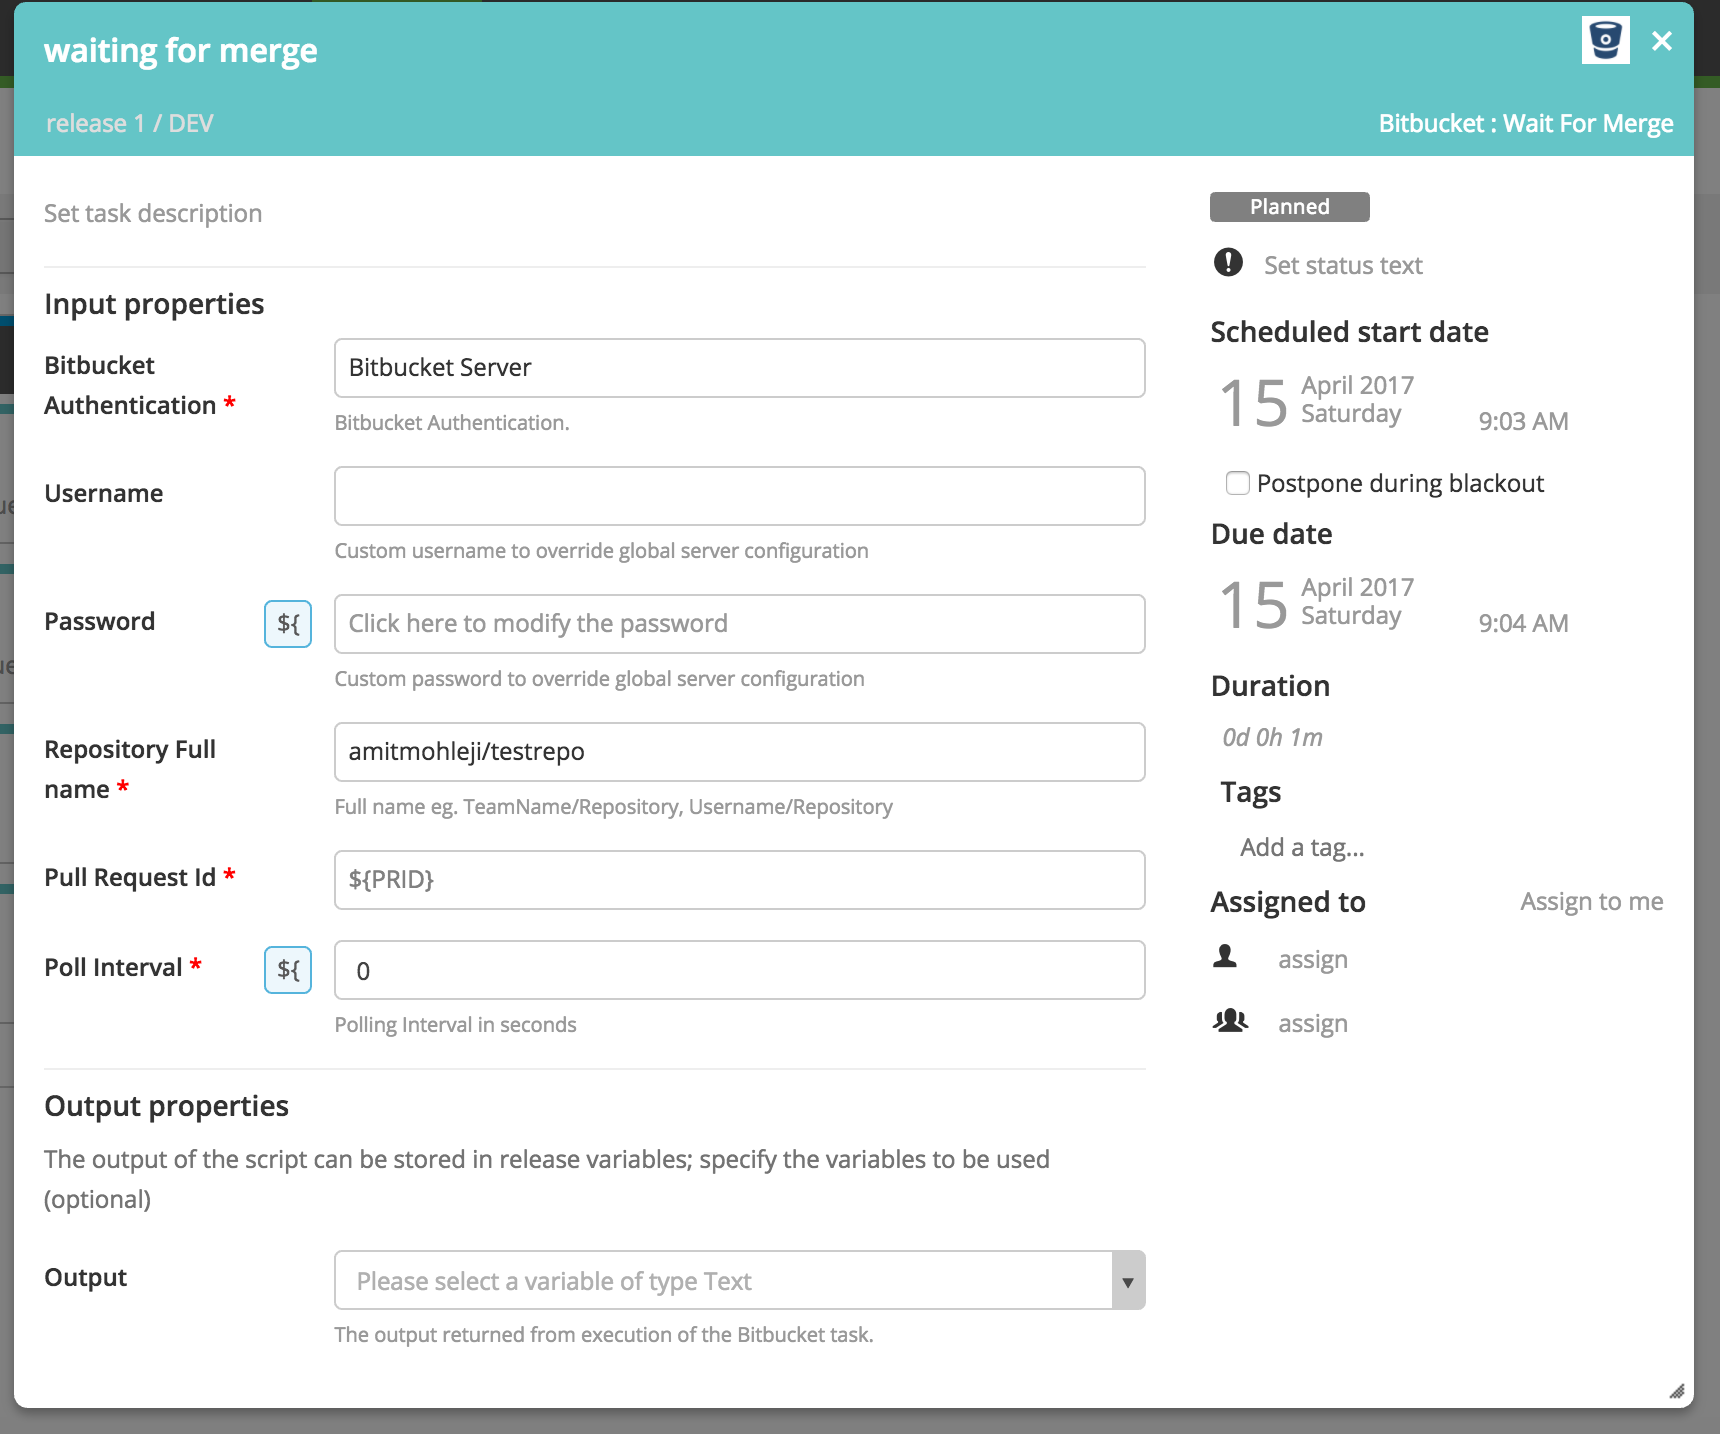 waiting for merge
release 1 / DEV
Bitbucket : Wait For Merge
Set task description
Input properties
Bitbucket
Authentication *
Bitbucket Server
Bitbucket Authentication.
Username
Custom username to override global server configuration
Password
${
Click here to modify the password
Custom password to override global server configuration
Repository Full
name *
amitmohleji/testrepo
Full name eg. TeamName/Repository, Username/Repository
Pull Request Id *
${PRID}
Poll Interval *
${
0
Polling Interval in seconds
Output properties
The output of the script can be stored in release variables; specify the variables to be used
(optional)
Output
Please select a variable of type Text
The output returned from execution of the Bitbucket task.
Planned
Set status text
Scheduled start date
15
April 2017
Saturday
9:03 AM
Postpone during blackout
Due date
15
April 2017
Saturday
9:04 AM
Duration
0d 0h 1m
Tags
Add a tag...
Assigned to
Assign to me
assign
assign